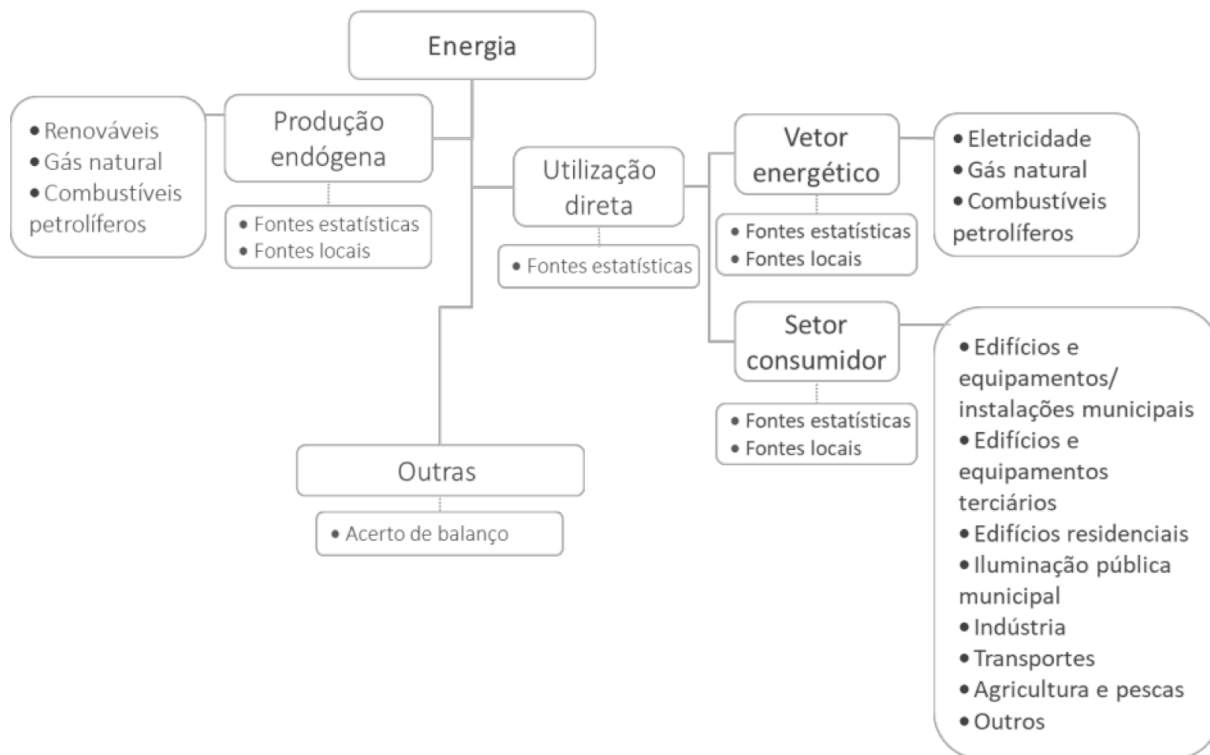 Energia
• Renováveis
• Gás natural
• Combustíveis
petrolíferos
Produção
endógena
• Fontes estatísticas
• Fontes locais
Utilização
direta
• Fontes estatísticas
Vetor
energético
• Fontes estatísticas
• Fontes locais
• Eletricidade
• Gás natural
• Combustíveis
petrolíferos
Setor
consumidor
• Fontes estatísticas
• Fontes locais
• Edifícios e
equipamentos/
instalações municipais
• Edifícios e
equipamentos
terciários
• Edifícios residenciais
• Iluminação pública
municipal
• Indústria
• Transportes
• Agricultura e pescas
• Outros
Outras
• Acerto de balanço